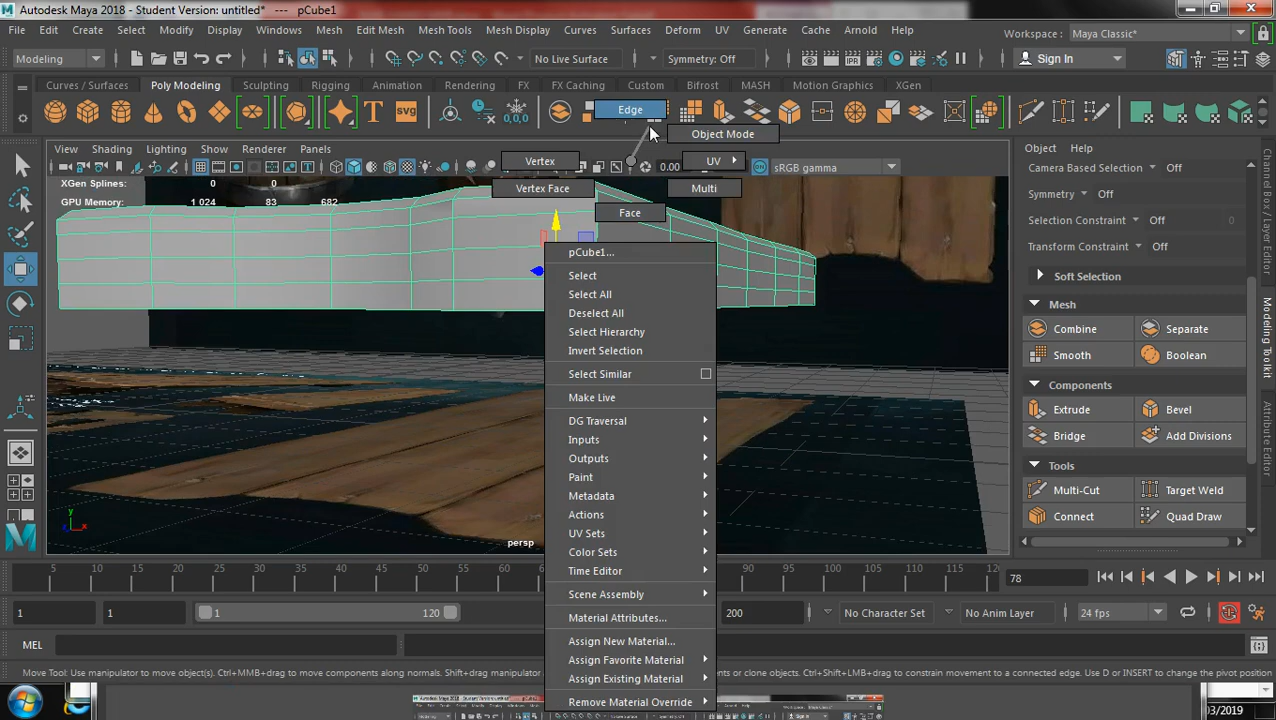 Autodesk Maya 2018 - Student Version: untitled*   ---   pCube1...
File Edit Create Select Modify Display Windows Mesh Edit Mesh Mesh Tools Mesh Display Curves Surfaces Deform UV Generate Cache Arnold Help Workspace : Maya Classic*
Modeling No Live Surface Symmetry: Off Sign In
Curves / Surfaces Poly Modeling Sculpting Rigging Animation Rendering FX FX Caching Custom Bifrost MASH Motion Graphics XGen
Edge
Object Mode
View Shading Lighting Show Renderer Panels Vertex 0.00 UV sRGB gamma
Vertex Face Multi
Face
XGen Splines: 0 0
GPU Memory: 1 024 83 682
pCube1...
Select
Select All
Deselect All
Select Hierarchy
Invert Selection
Select Similar
Make Live
DG Traversal
Inputs
Outputs
Paint
Metadata
Actions
UV Sets
Color Sets
Time Editor
Scene Assembly
Material Attributes...
Assign New Material...
Assign Favorite Material
Assign Existing Material
Remove Material Override
persp
y
z x
Object Help
Camera Based Selection Off
Symmetry Off
Selection Constraint Off
Transform Constraint Off
Soft Selection
Mesh
Combine Separate
Smooth Boolean
Components
Extrude Bevel
Bridge Add Divisions
Tools
Multi-Cut Target Weld
Connect Quad Draw
Modeling Toolkit
Attribute Editor
5 10 15 20 25 30 35 40 45 50 55 60 90 95 100 105 110 115 78
1 1 1 120 200 No Character Set No Anim Layer 24 fps
MEL
Move Tool: Use manipulator to move object(s). Ctrl+MMB+drag to move components along normals. Shift+drag manipulator Ctrl+Shift+LMB+drag to constrain movement to a connected edge. Use D or INSERT to change the pivot position
03/2019